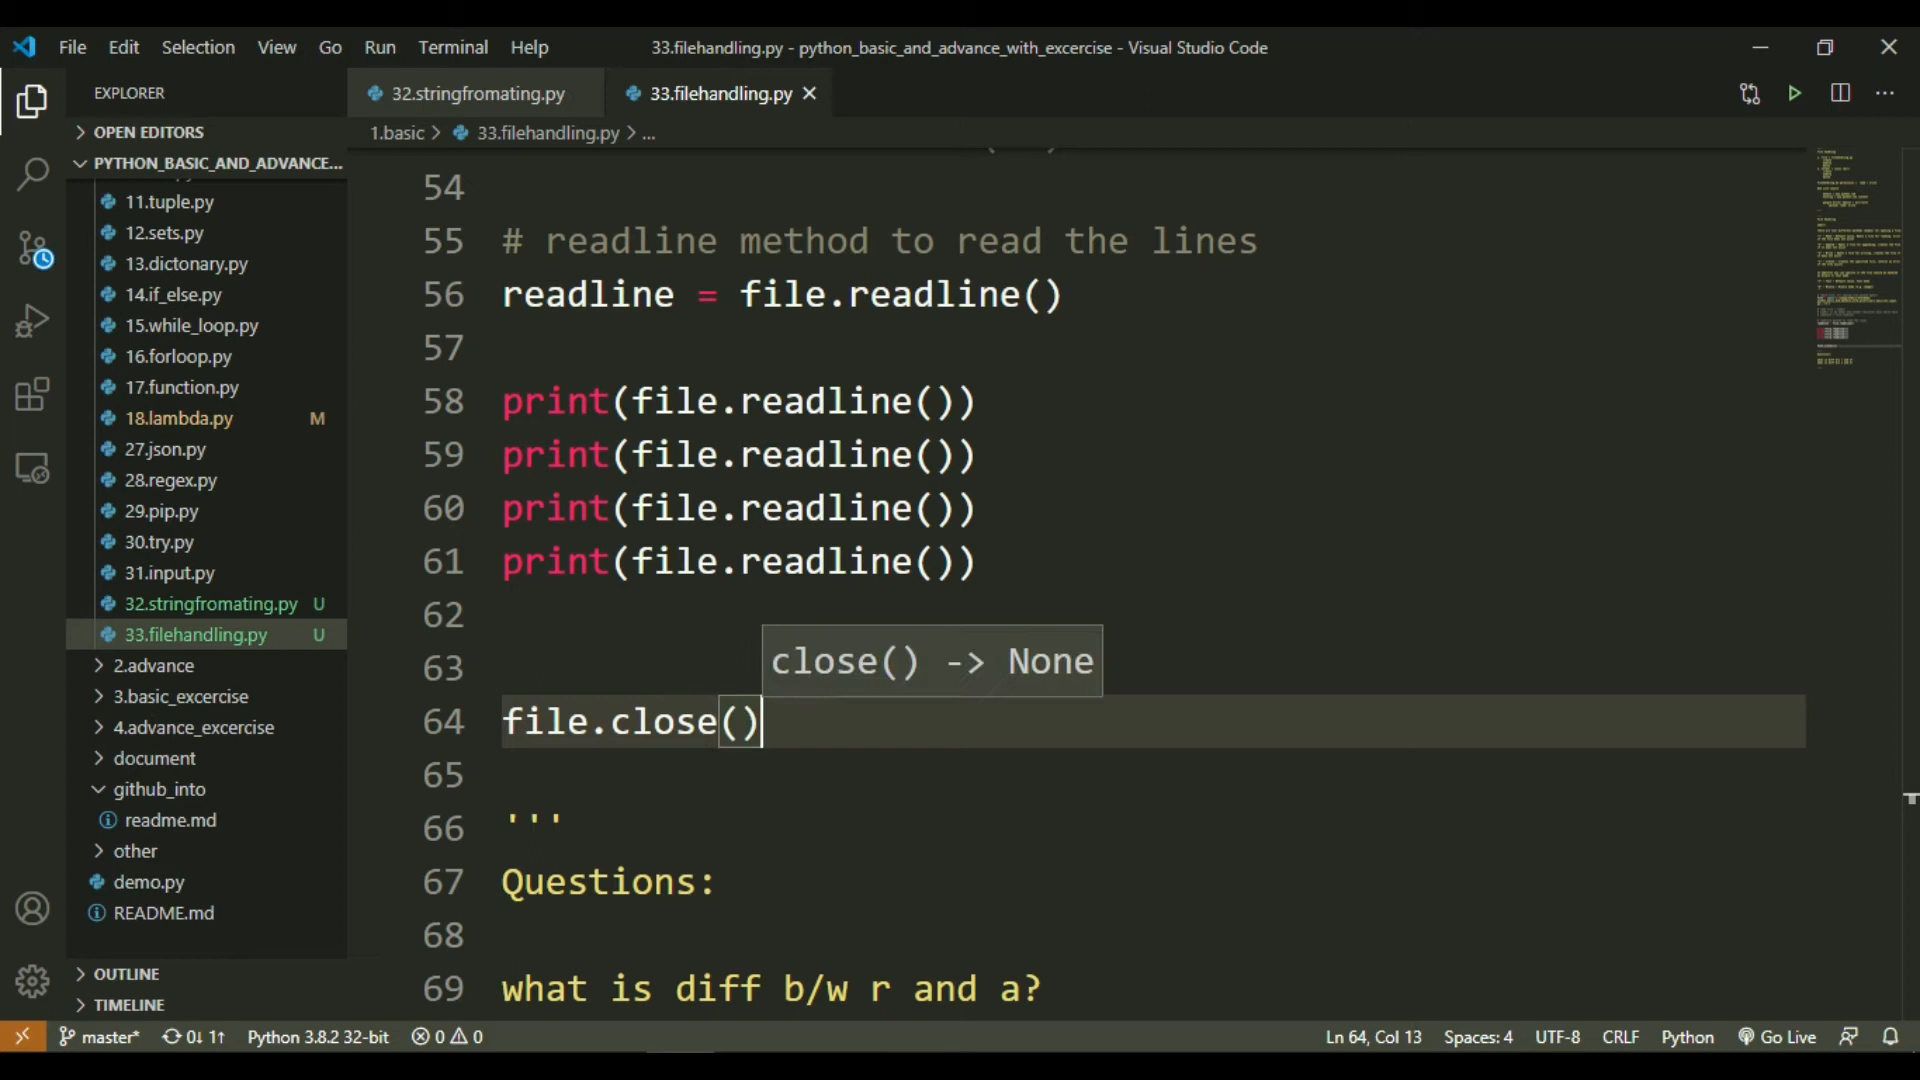 File Edit Selection View Go Run Terminal Help
33.filehandling.py - python_basic_and_advance_with_excercise - Visual Studio Code
EXPLORER
OPEN EDITORS
PYTHON_BASIC_AND_ADVANCE...
11.tuple.py
12.sets.py
13.dictonary.py
14.if_else.py
15.while_loop.py
16.forloop.py
17.function.py
18.lambda.py M
27.json.py
28.regex.py
29.pip.py
30.try.py
31.input.py
32.stringfromating.py U
33.filehandling.py U
2.advance
3.basic_excercise
4.advance_excercise
document
github_into
readme.md
other
demo.py
README.md
OUTLINE
TIMELINE
32.stringfromating.py
33.filehandling.py
1.basic > 33.filehandling.py > ...
54
55 # readline method to read the lines
56 readline = file.readline()
57
58 print(file.readline())
59 print(file.readline())
60 print(file.readline())
61 print(file.readline())
62
63
close() -> None
64 file.close()
65
66 '''
67 Questions:
68
69 what is diff b/w r and a?
master* 0↓ 1↑ Python 3.8.2 32-bit 0 0
Ln 64, Col 13 Spaces: 4 UTF-8 CRLF Python Go Live